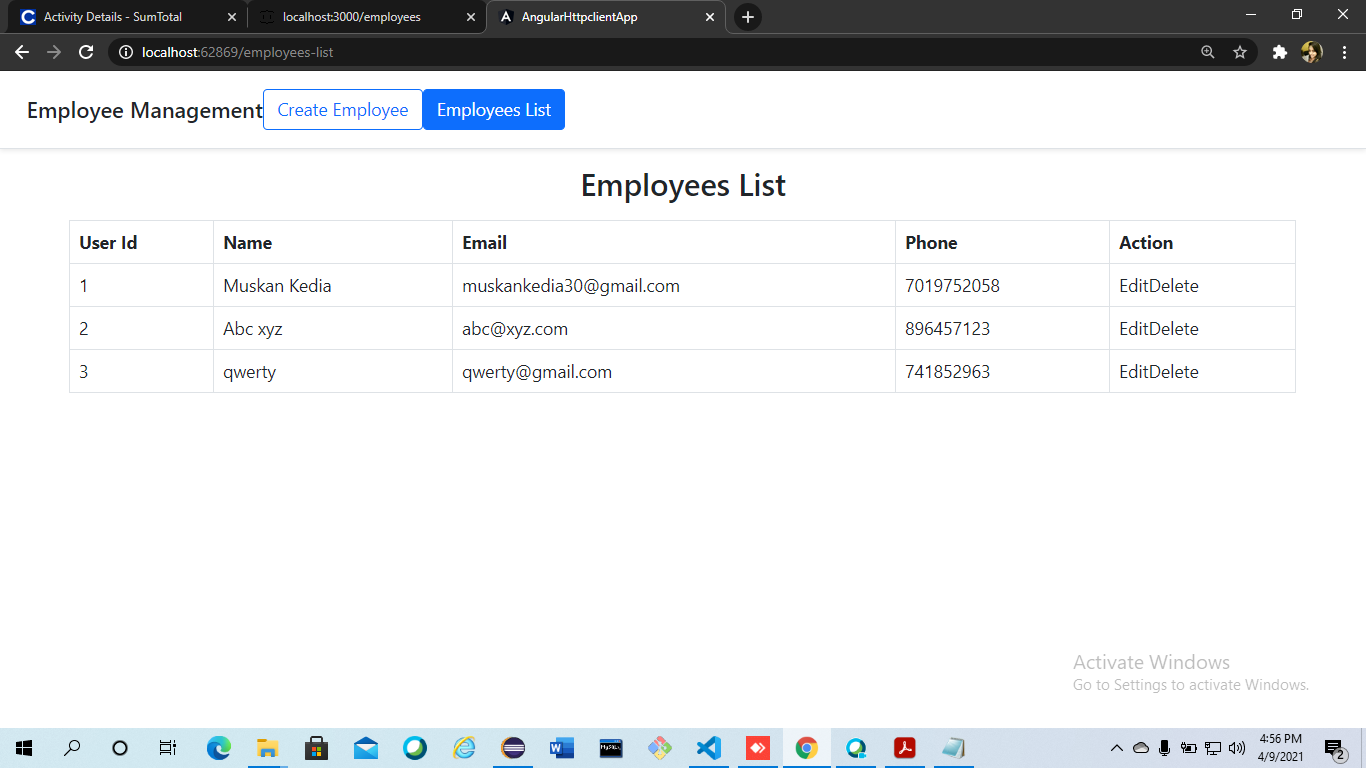 Activity Details - SumTotal
localhost:3000/employees
AngularHttpclientApp
localhost:62869/employees-list
Employee Management Create Employee Employees List
Employees List
User Id Name Email Phone Action
1 Muskan Kedia muskankedia30@gmail.com 7019752058 EditDelete
2 Abc xyz abc@xyz.com 896457123 EditDelete
3 qwerty qwerty@gmail.com 741852963 EditDelete
Activate Windows
Go to Settings to activate Windows.
4:56 PM
4/9/2021
2